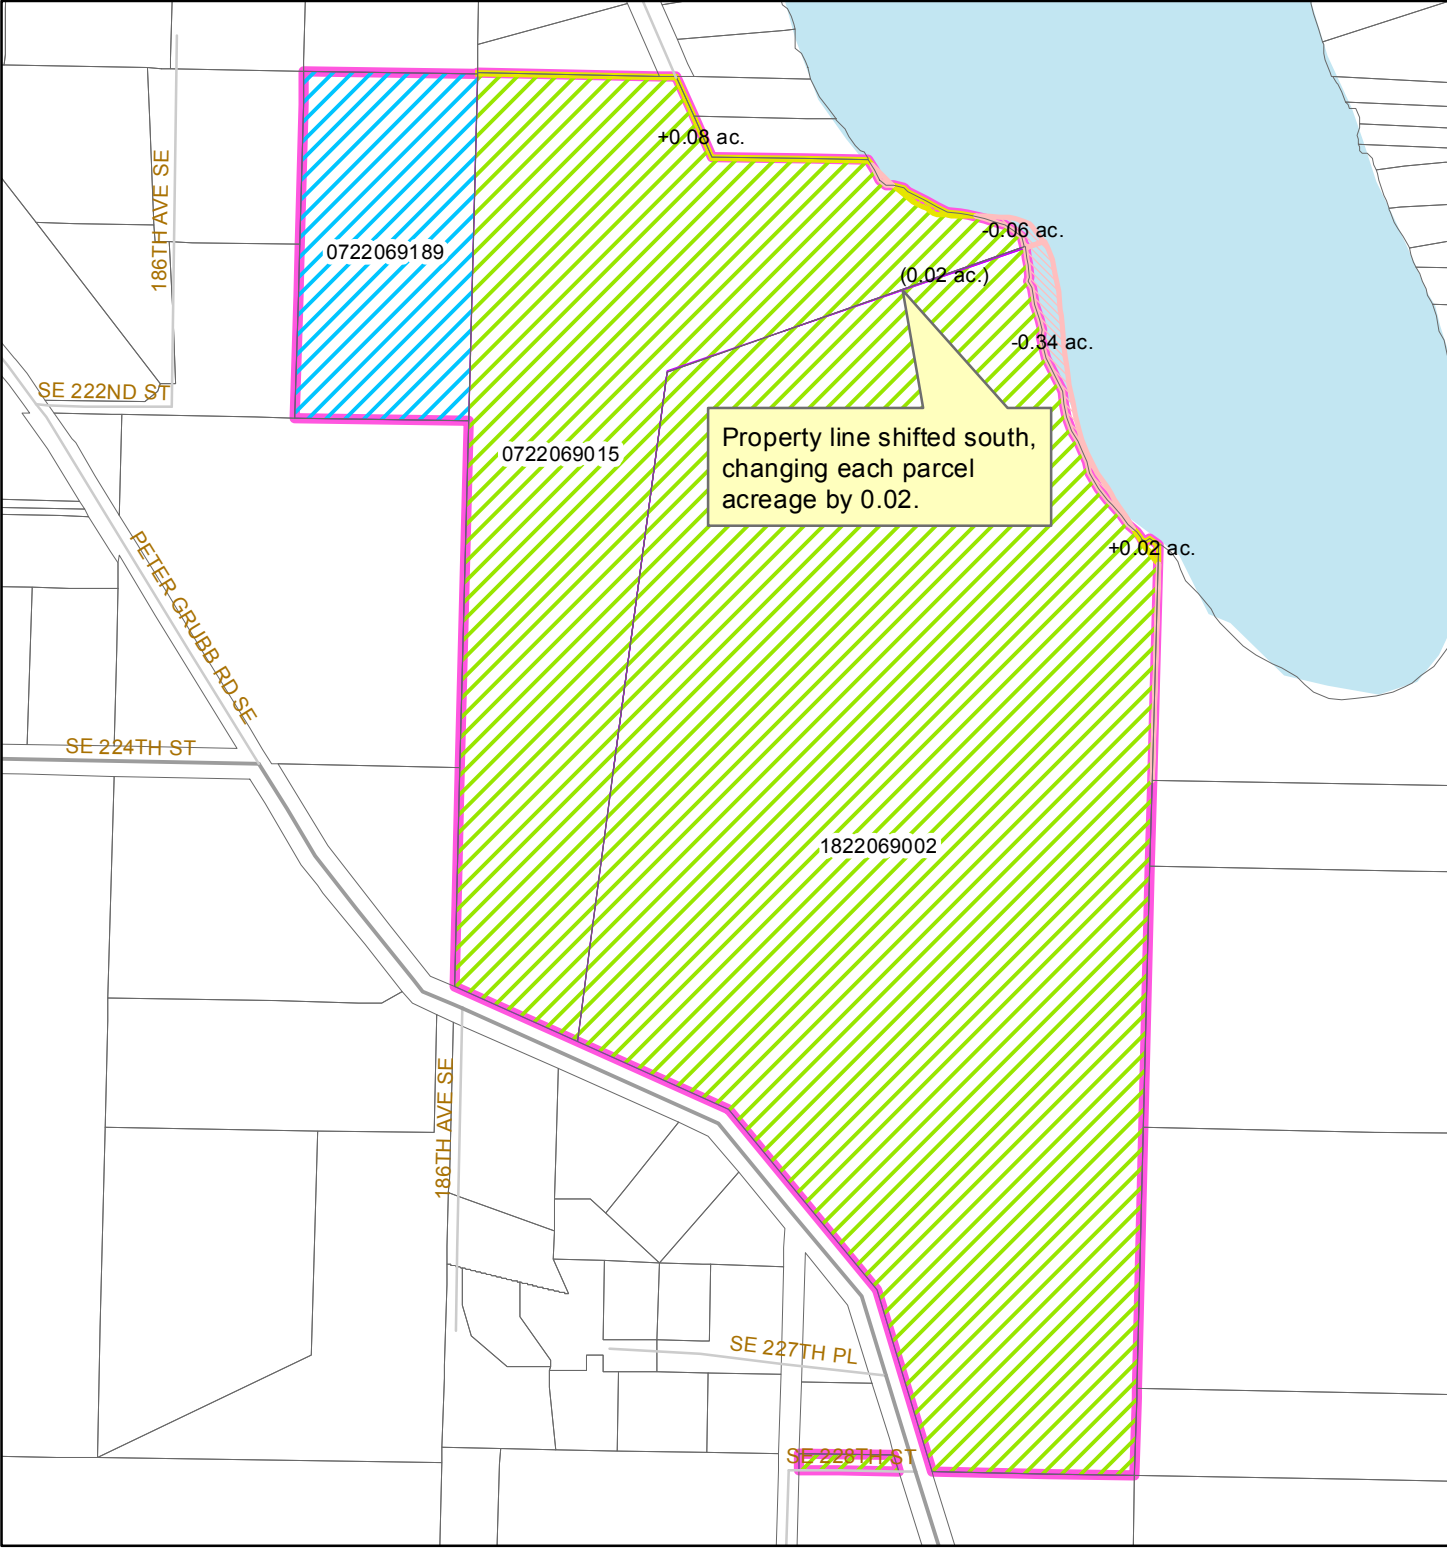 +0.08 ac.
186TH AVE SE
-0.06 ac.
0722069189
(0.02 ac.)
-0.34 ac.
SE 222ND ST
Property line shifted south,
changing each parcel
acreage by 0.02.
0722069015
+0.02 ac.
PETER GRUBB RD SE
SE 224TH ST
1822069002
186TH AVE SE
SE 227TH PL
SE 228TH ST